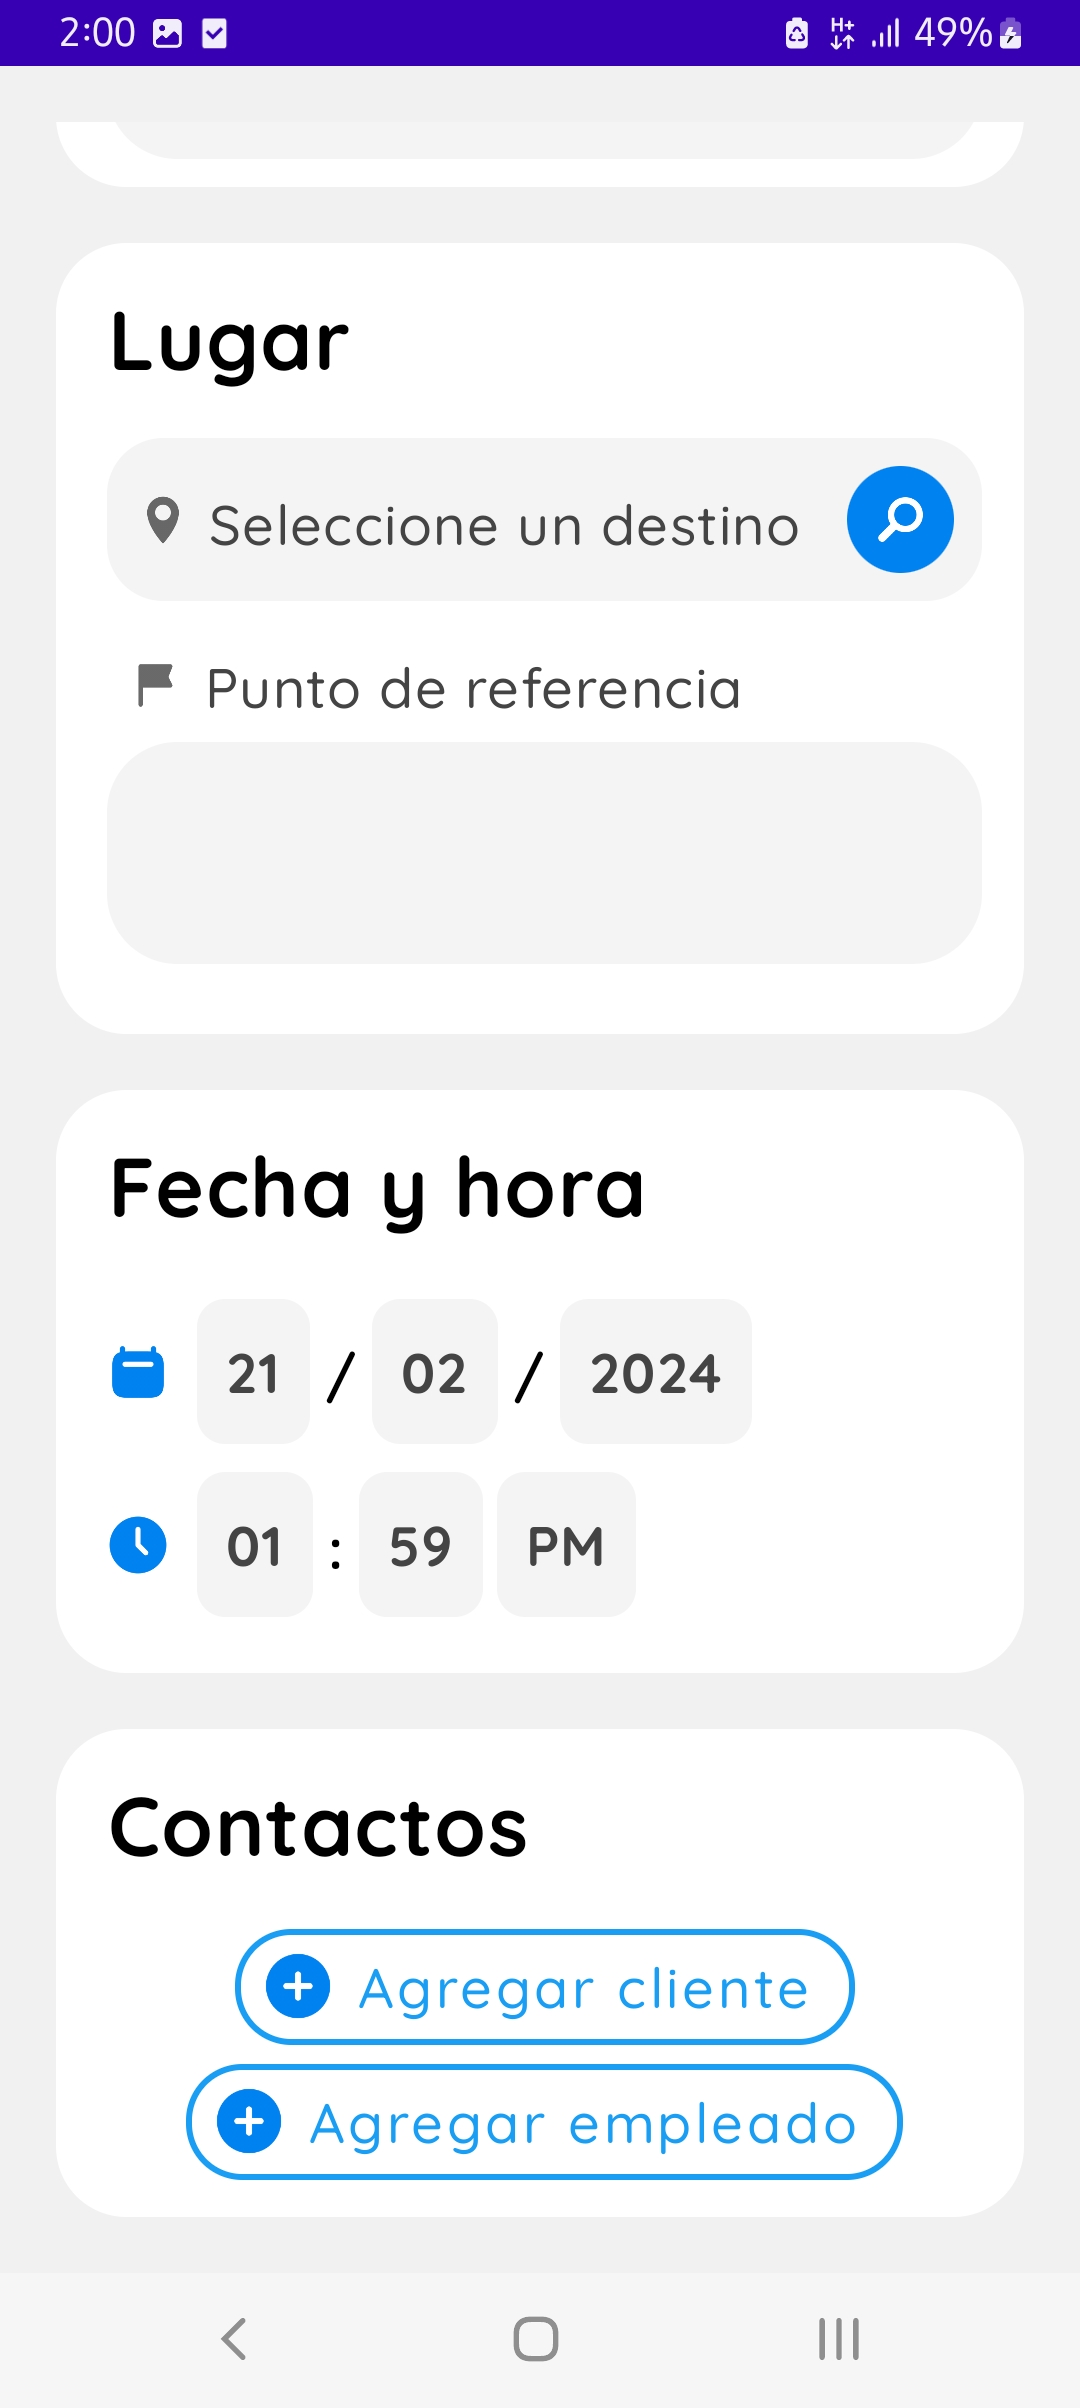 2:00 H+ 49%
Lugar
Seleccione un destino
Punto de referencia
Fecha y hora
21 / 02 / 2024
01 : 59 PM
Contactos
Agregar cliente
Agregar empleado